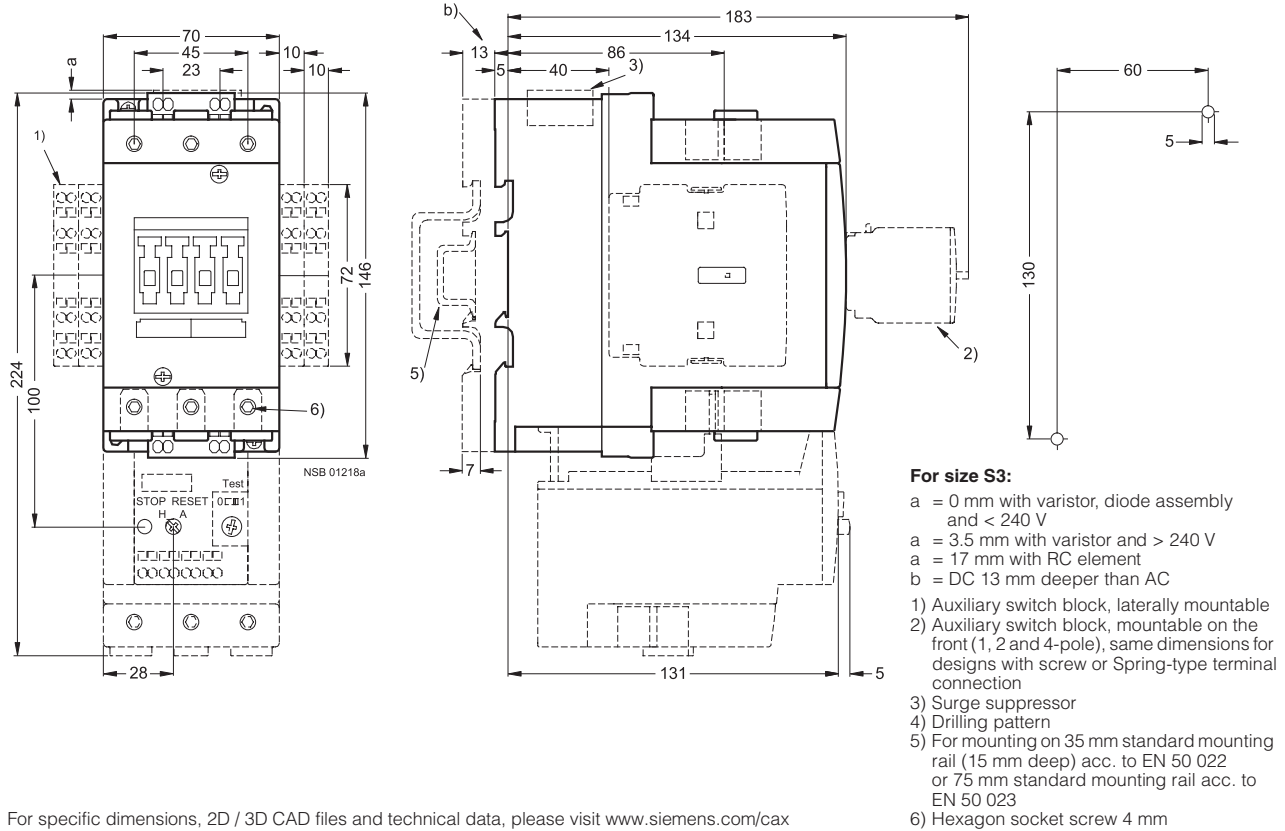 b)
183
70
134
45
10
13
86
a
23
10
5
40
3)
60
1)
5
72
146
130
2)
5)
224
100
6)
NSB 01218a
7
Test
STOP RESET
0 1
H A
28
131
5
For size S3:
a = 0 mm with varistor, diode assembly
and < 240 V
a = 3.5 mm with varistor and > 240 V
a = 17 mm with RC element
b = DC 13 mm deeper than AC
1) Auxiliary switch block, laterally mountable
2) Auxiliary switch block, mountable on the
front (1, 2 and 4-pole), same dimensions for
designs with screw or Spring-type terminal
connection
3) Surge suppressor
4) Drilling pattern
5) For mounting on 35 mm standard mounting
rail (15 mm deep) acc. to EN 50 022
or 75 mm standard mounting rail acc. to
EN 50 023
6) Hexagon socket screw 4 mm
For specific dimensions, 2D / 3D CAD files and technical data, please visit www.siemens.com/cax